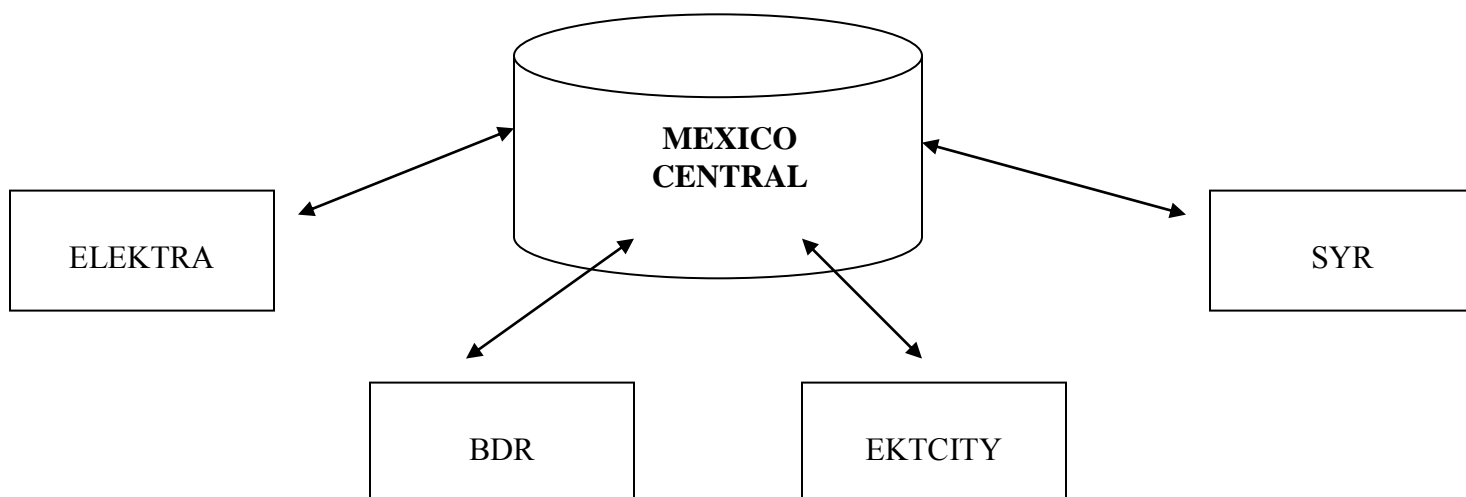 MEXICO
CENTRAL
ELEKTRA
SYR
BDR
EKTCITY